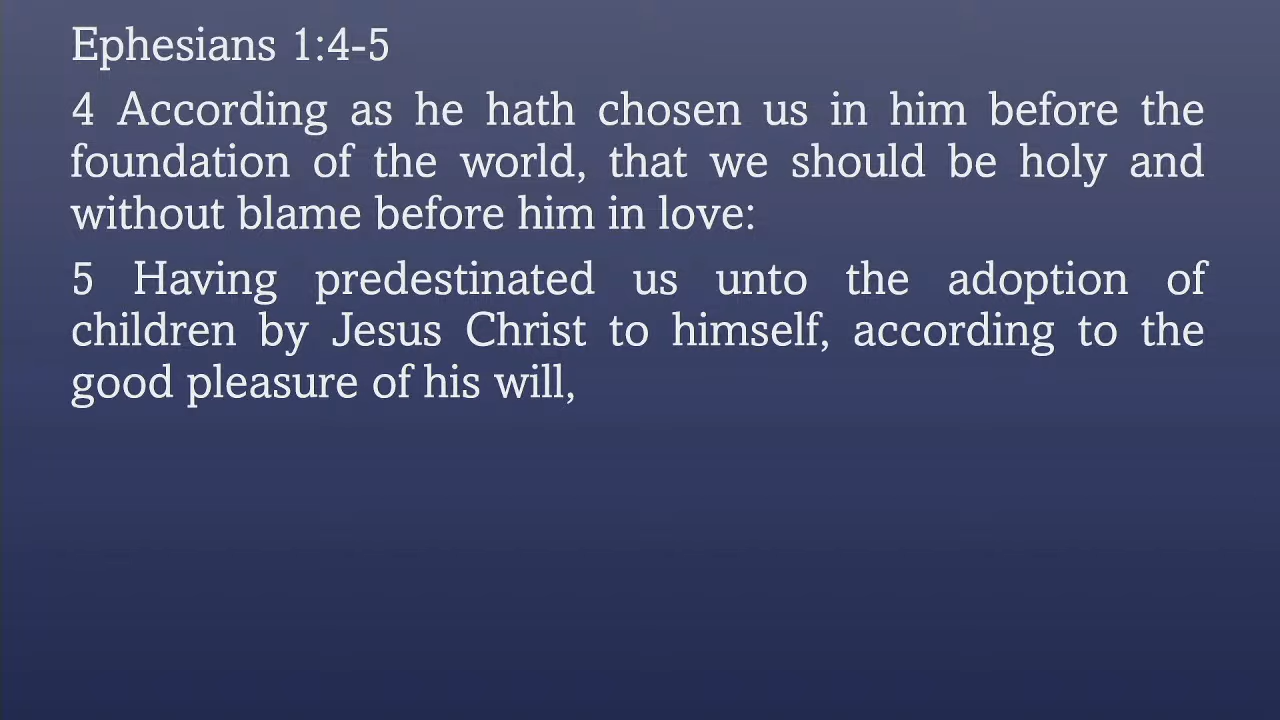 Ephesians 1:4-5
4 According as he hath chosen us in him before the
foundation of the world, that we should be holy and
without blame before him in love:
5 Having predestinated us unto the adoption of
children by Jesus Christ to himself, according to the
good pleasure of his will,